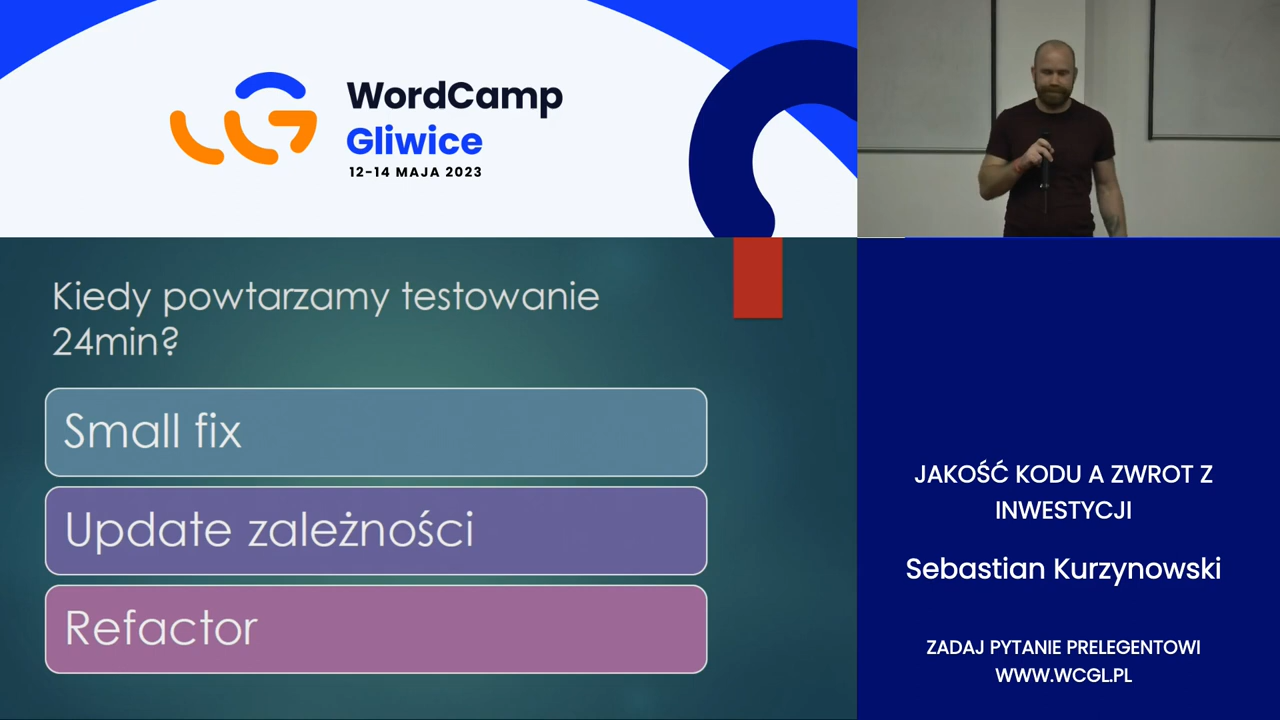 WordCamp
Gliwice
12-14 MAJA 2023
Kiedy powtarzamy testowanie
24min?
Small fix
Update zależności
Refactor
JAKOŚĆ KODU A ZWROT Z
INWESTYCJI
Sebastian Kurzynowski
ZADAJ PYTANIE PRELEGENTOWI
WWW.WCGL.PL